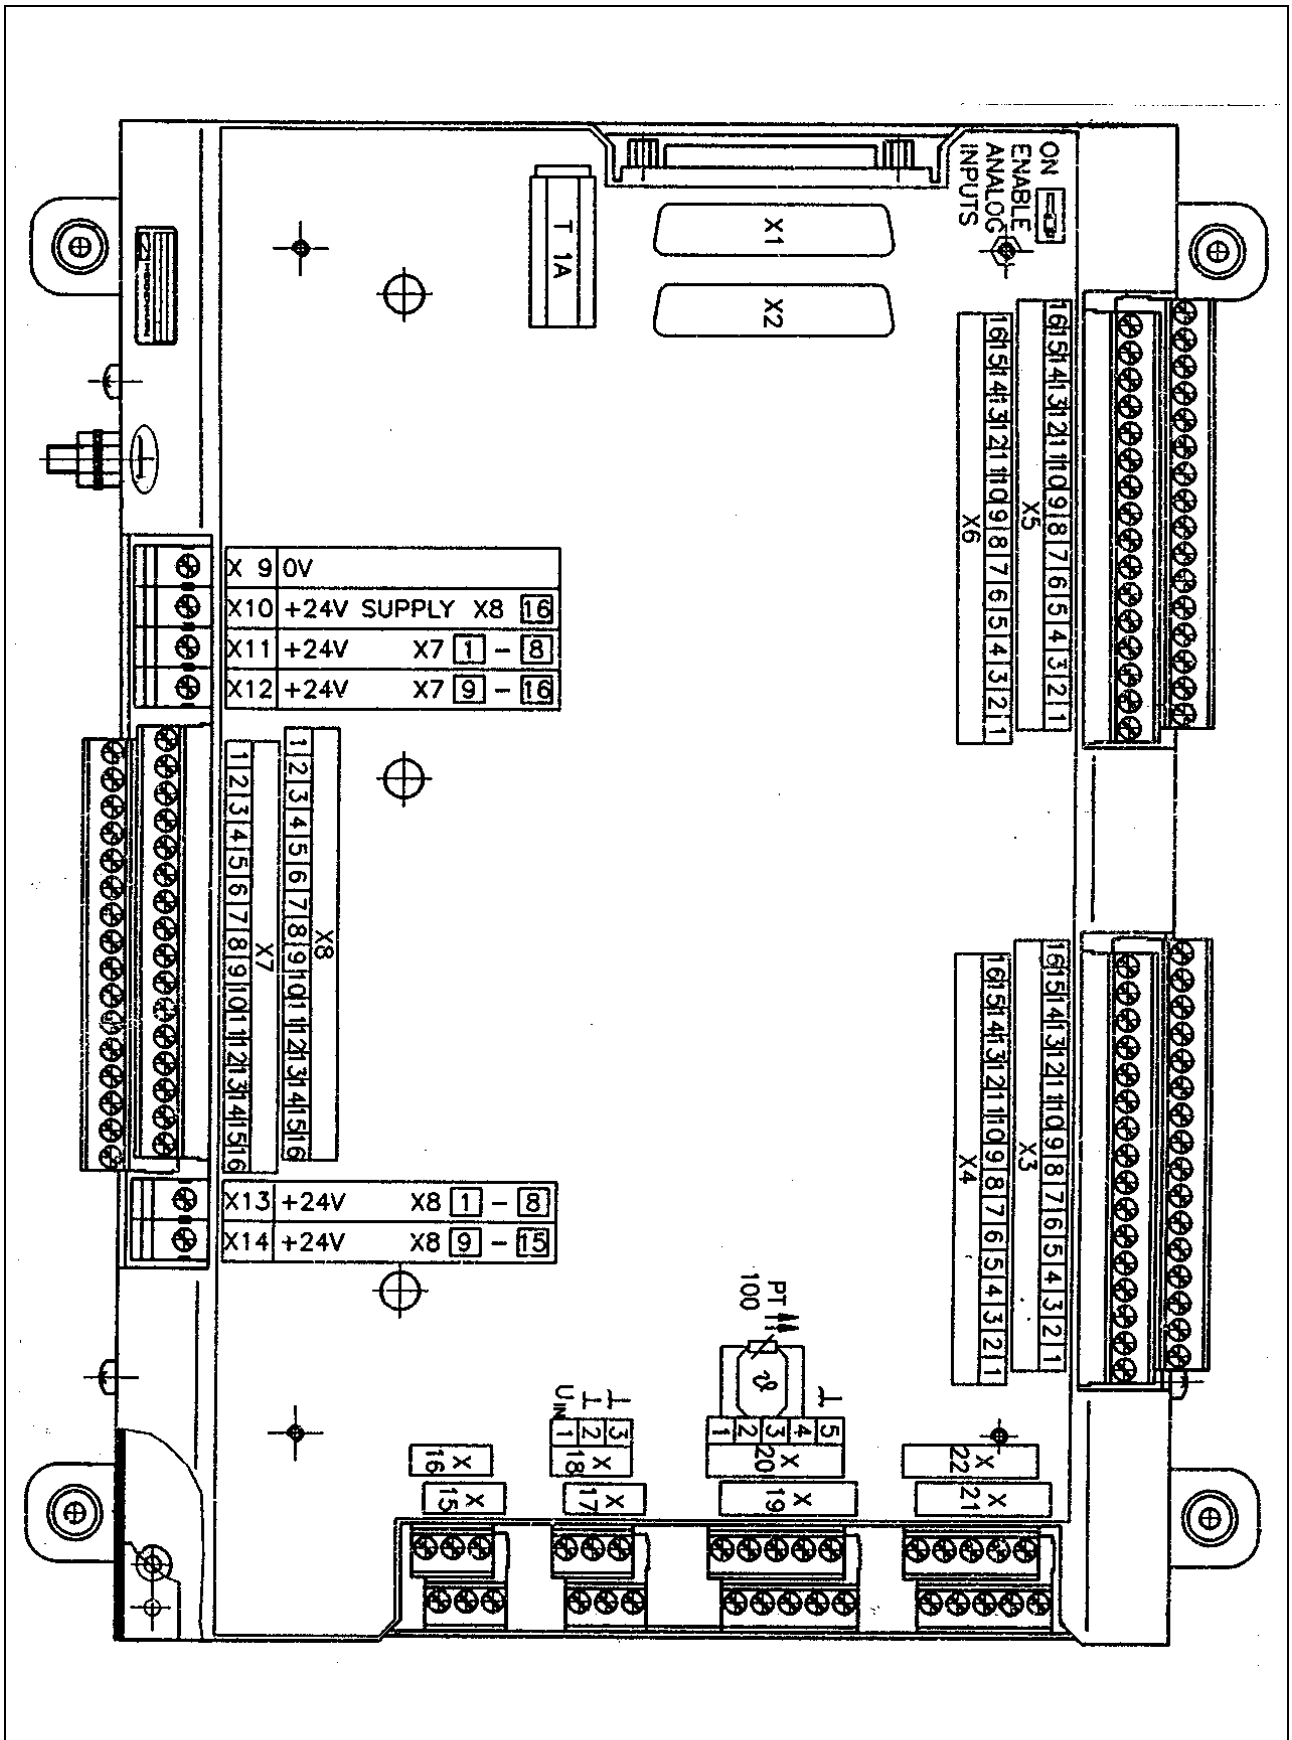 ON
ENABLE
ANALOG
INPUTS
X1
X2
T 1A
16 15 14 13 12 11 10 9 8 7 6 5 4 3 2 1
X5
16 15 14 13 12 11 10 9 8 7 6 5 4 3 2 1
X6
X 9 0V
X10 +24V SUPPLY X8 16
X11 +24V X7 1 - 8
X12 +24V X7 9 - 16
1 2 3 4 5 6 7 8 9 10 11 12 13 14 15 16
X7
1 2 3 4 5 6 7 8 9 10 11 12 13 14 15 16
X8
16 15 14 13 12 11 10 9 8 7 6 5 4 3 2 1
X3
16 15 14 13 12 11 10 9 8 7 6 5 4 3 2 1
X4
X13 +24V X8 1 - 8
X14 +24V X8 9 - 15
PT
100
ϑ
UIN
1 2 3
1 2 3 4 5
X 16
X 18
X 20
X 22
X 15
X 17
X 19
X 21